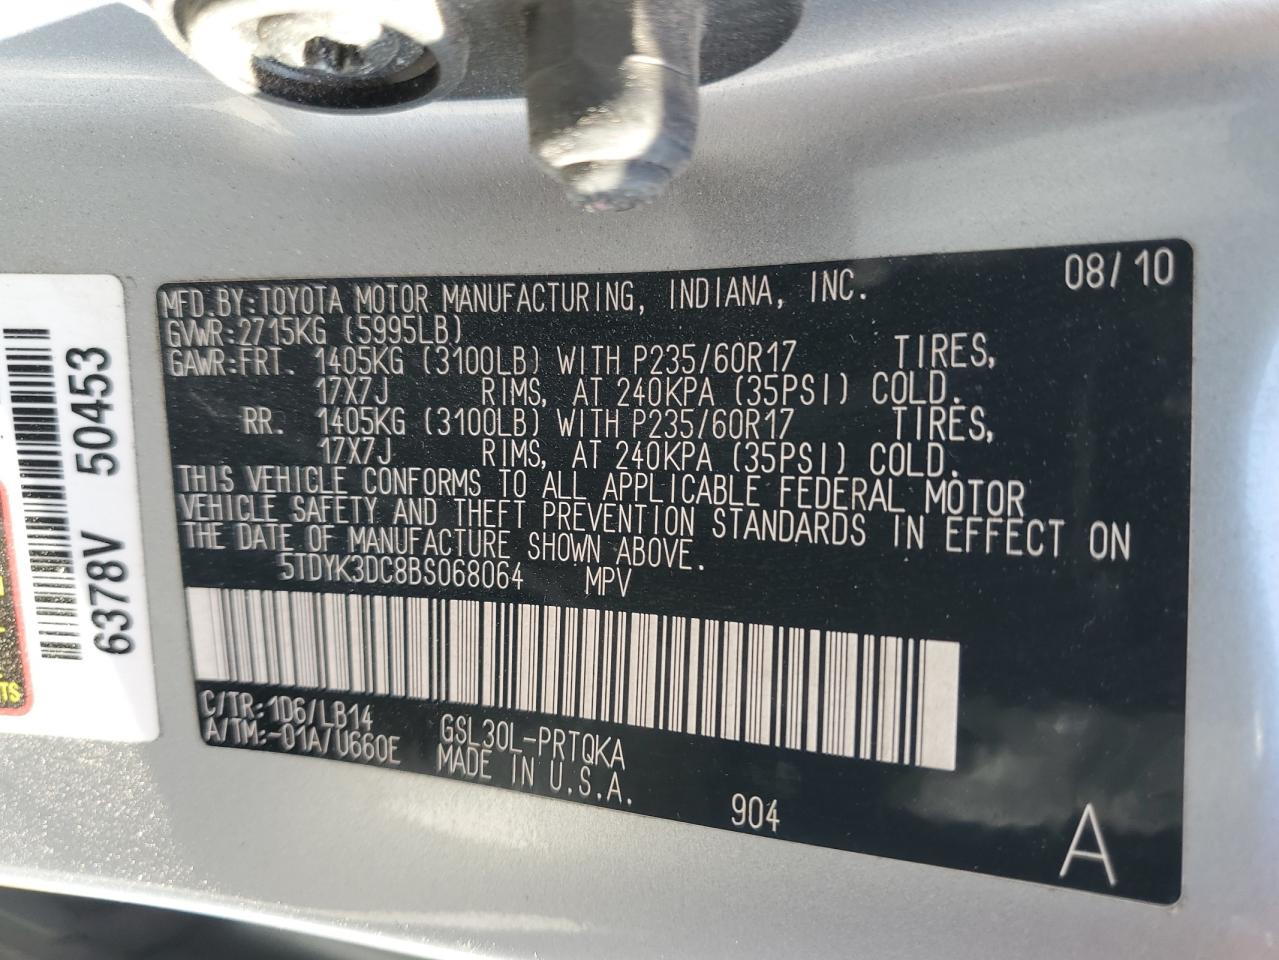 MFD.BY:TOYOTA MOTOR MANUFACTURING, INDIANA, INC. 08/10
GVWR:2715KG (5995LB)
GAWR:FRT. 1405KG (3100LB) WITH P235/60R17 TIRES,
17X7J RIMS, AT 240KPA (35PSI) COLD.
RR. 1405KG (3100LB) WITH P235/60R17 TIRES,
17X7J RIMS, AT 240KPA (35PSI) COLD.
THIS VEHICLE CONFORMS TO ALL APPLICABLE FEDERAL MOTOR
VEHICLE SAFETY AND THEFT PREVENTION STANDARDS IN EFFECT ON
THE DATE OF MANUFACTURE SHOWN ABOVE.
5TDYK3DC8BS068064 MPV
C/TR:1D6/LB14 GSL30L-PRTQKA
A/TM:-01A/U660E MADE IN U.S.A.
904
A
6378V 50453